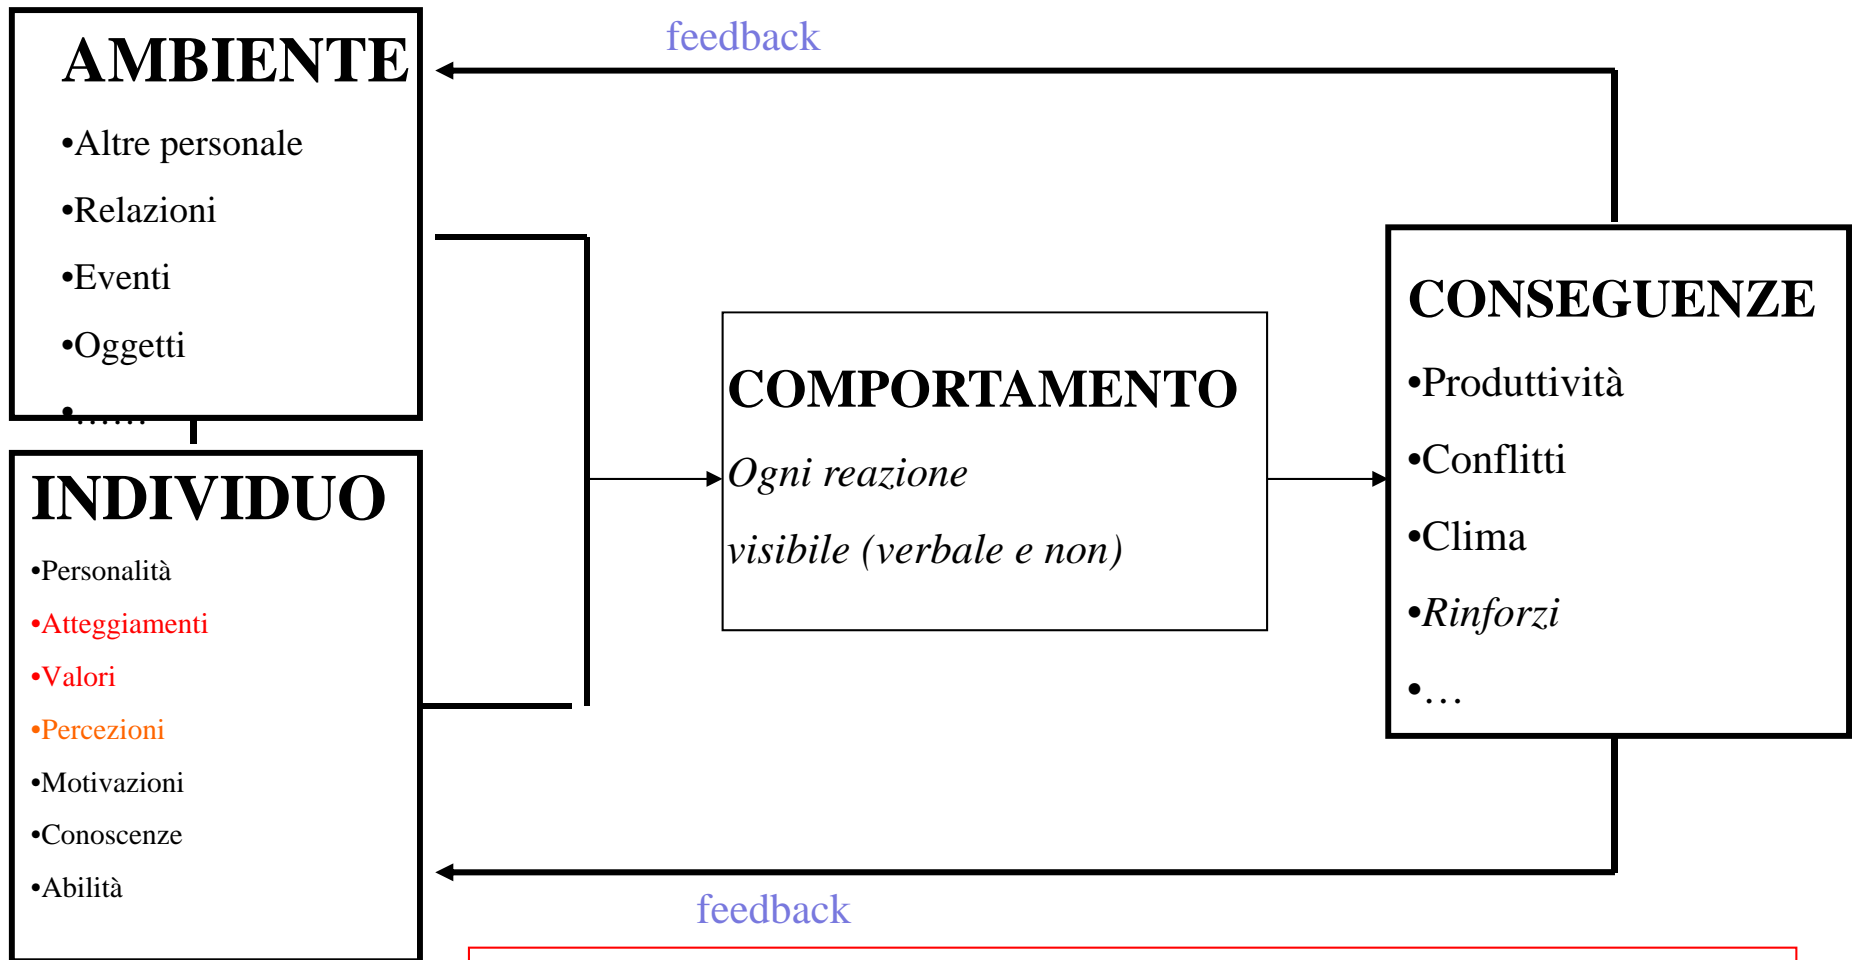 feedback
AMBIENTE
•Altre personale
•Relazioni
•Eventi
•Oggetti
•……
INDIVIDUO
•Personalità
•Atteggiamenti
•Valori
•Percezioni
•Motivazioni
•Conoscenze
•Abilità
COMPORTAMENTO
Ogni reazione
visibile (verbale e non)
CONSEGUENZE
•Produttività
•Conflitti
•Clima
•Rinforzi
•…
feedback